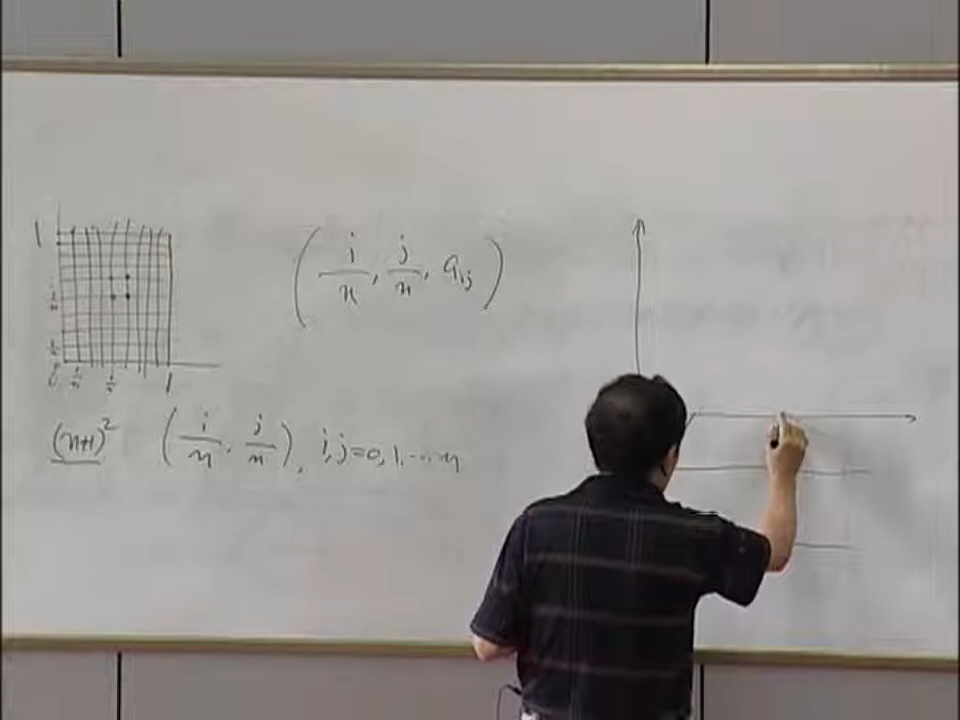 1
( i/n , j/n , a_ij )
i/n
1/n
0 1/n i/n 1
(n+1)² ( i/n , j/n ), i,j=0,1,…n